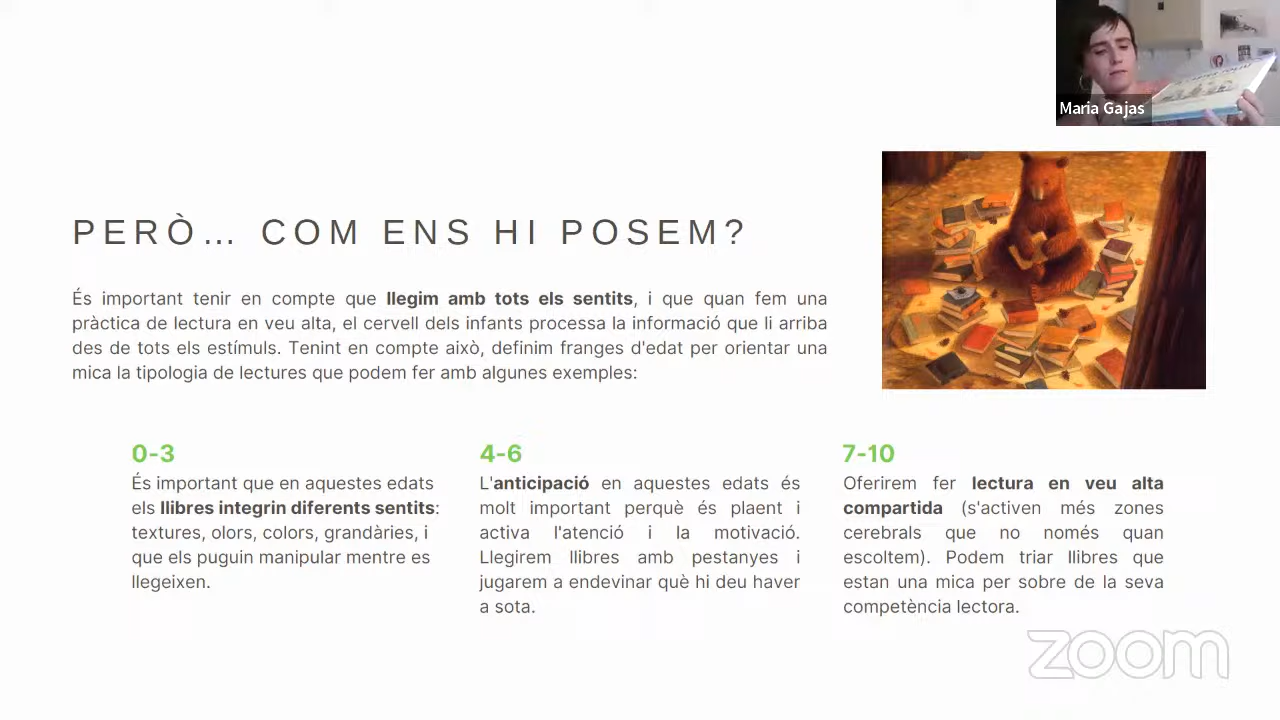 Maria Gajas
PERÒ... COM ENS HI POSEM?
És important tenir en compte que llegim amb tots els sentits, i que quan fem una
pràctica de lectura en veu alta, el cervell dels infants processa la informació que li arriba
des de tots els estímuls. Tenint en compte això, definim franges d'edat per orientar una
mica la tipologia de lectures que podem fer amb algunes exemples:
0-3
És important que en aquestes edats
els llibres integrin diferents sentits:
textures, olors, colors, grandàries, i
que els puguin manipular mentre es
llegeixen.
4-6
L'anticipació en aquestes edats és
molt important perquè és plaent i
activa l'atenció i la motivació.
Llegirem llibres amb pestanyes i
jugarem a endevinar què hi deu haver
a sota.
7-10
Oferirem fer lectura en veu alta
compartida (s'activen més zones
cerebrals que no només quan
escoltem). Podem triar llibres que
estan una mica per sobre de la seva
competència lectora.
zoom